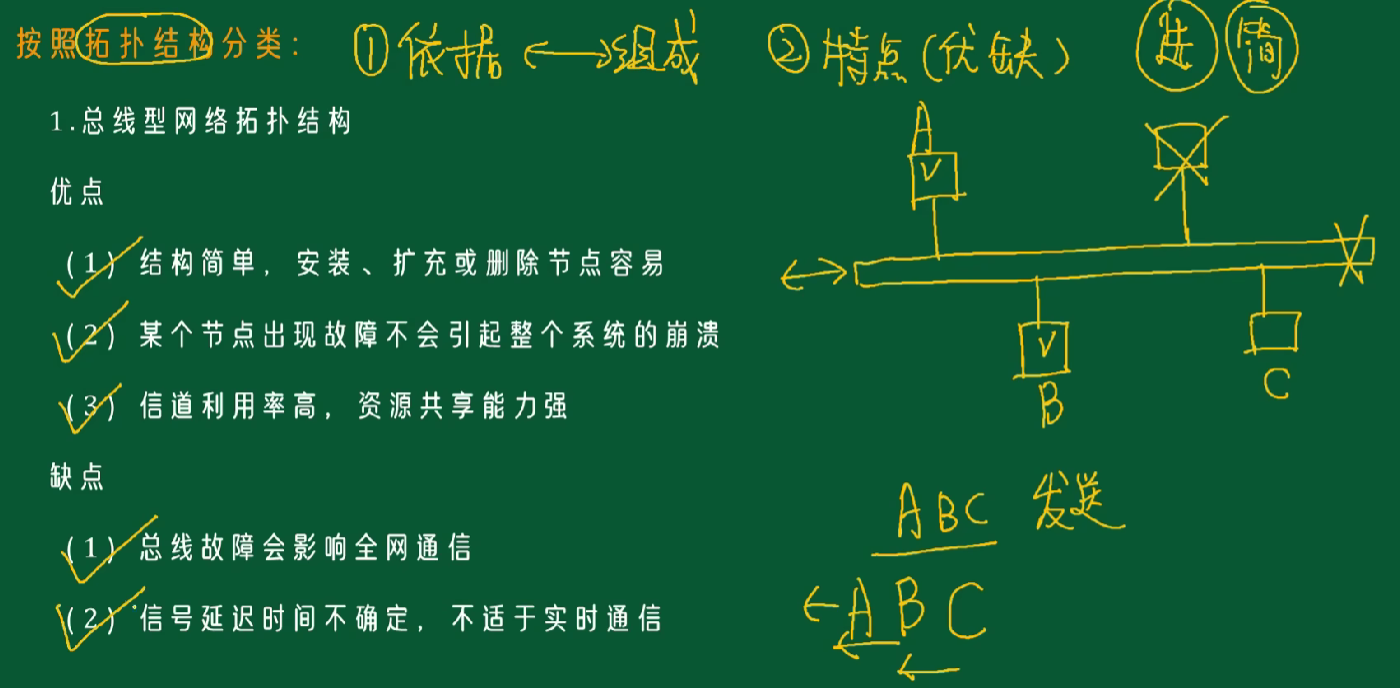 按照拓扑结构分类： ①依据 ←→组成 ②特点(优缺) 选 简
1.总线型网络拓扑结构
A
优点
V
(1) 结构简单，安装、扩充或删除节点容易
(2) 某个节点出现故障不会引起整个系统的崩溃
V
B
C
(3) 信道利用率高，资源共享能力强
缺点
ABC 发送
(1) 总线故障会影响全网通信
(2) 信号延迟时间不确定，不适于实时通信
←A B C